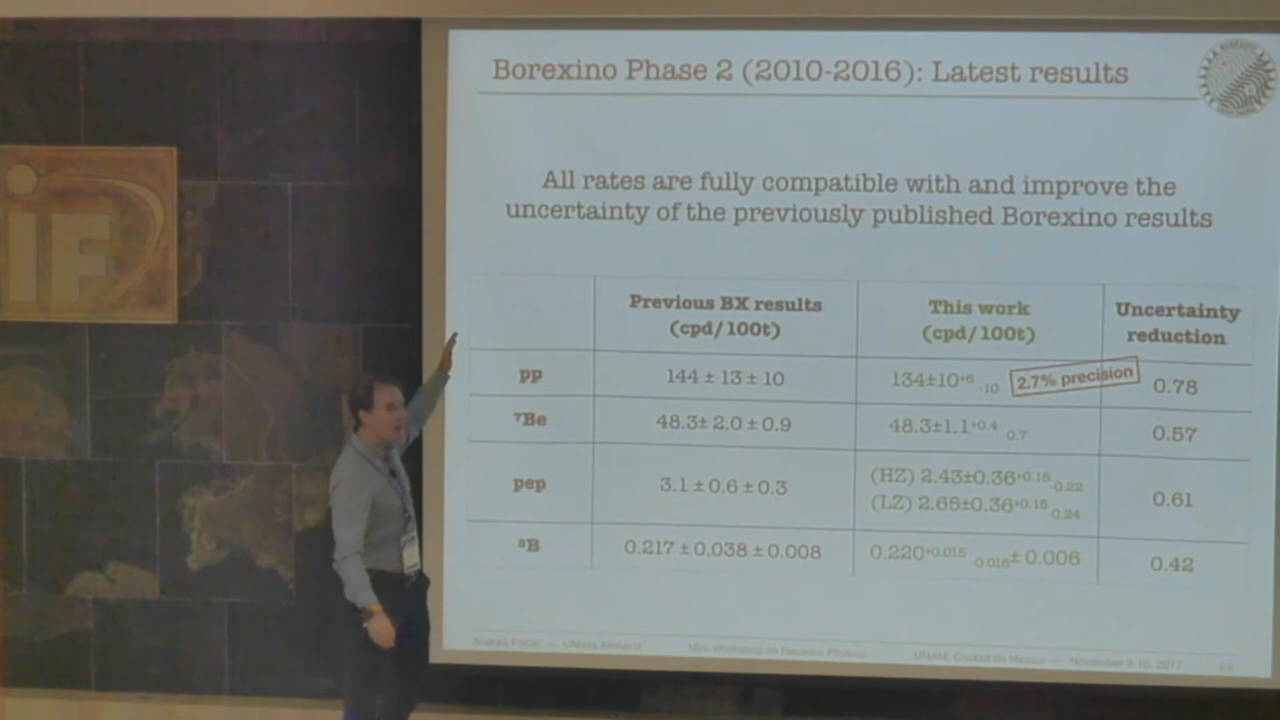 Borexino Phase 2 (2010-2016): Latest results
All rates are fully compatible with and improve the
uncertainty of the previously published Borexino results
Previous BX results (cpd/100t) This work (cpd/100t) Uncertainty reduction
pp 144 ± 13 ± 10 134±10+6 -10 2.7% precision 0.78
⁷Be 48.3± 2.0 ± 0.9 48.3±1.1+0.4 -0.7 0.57
pep 3.1 ± 0.6 ± 0.3 (HZ) 2.43±0.36+0.15 -0.22 0.61
(LZ) 2.65±0.36+0.15 -0.24
⁸B 0.217 ± 0.038 ± 0.008 0.220+0.015 -0.016 ± 0.006 0.42
— UMass Amherst Mini-Workshop on Neutrino Physics UNAM, Ciudad de Mexico — November 8-10, 2017
iF